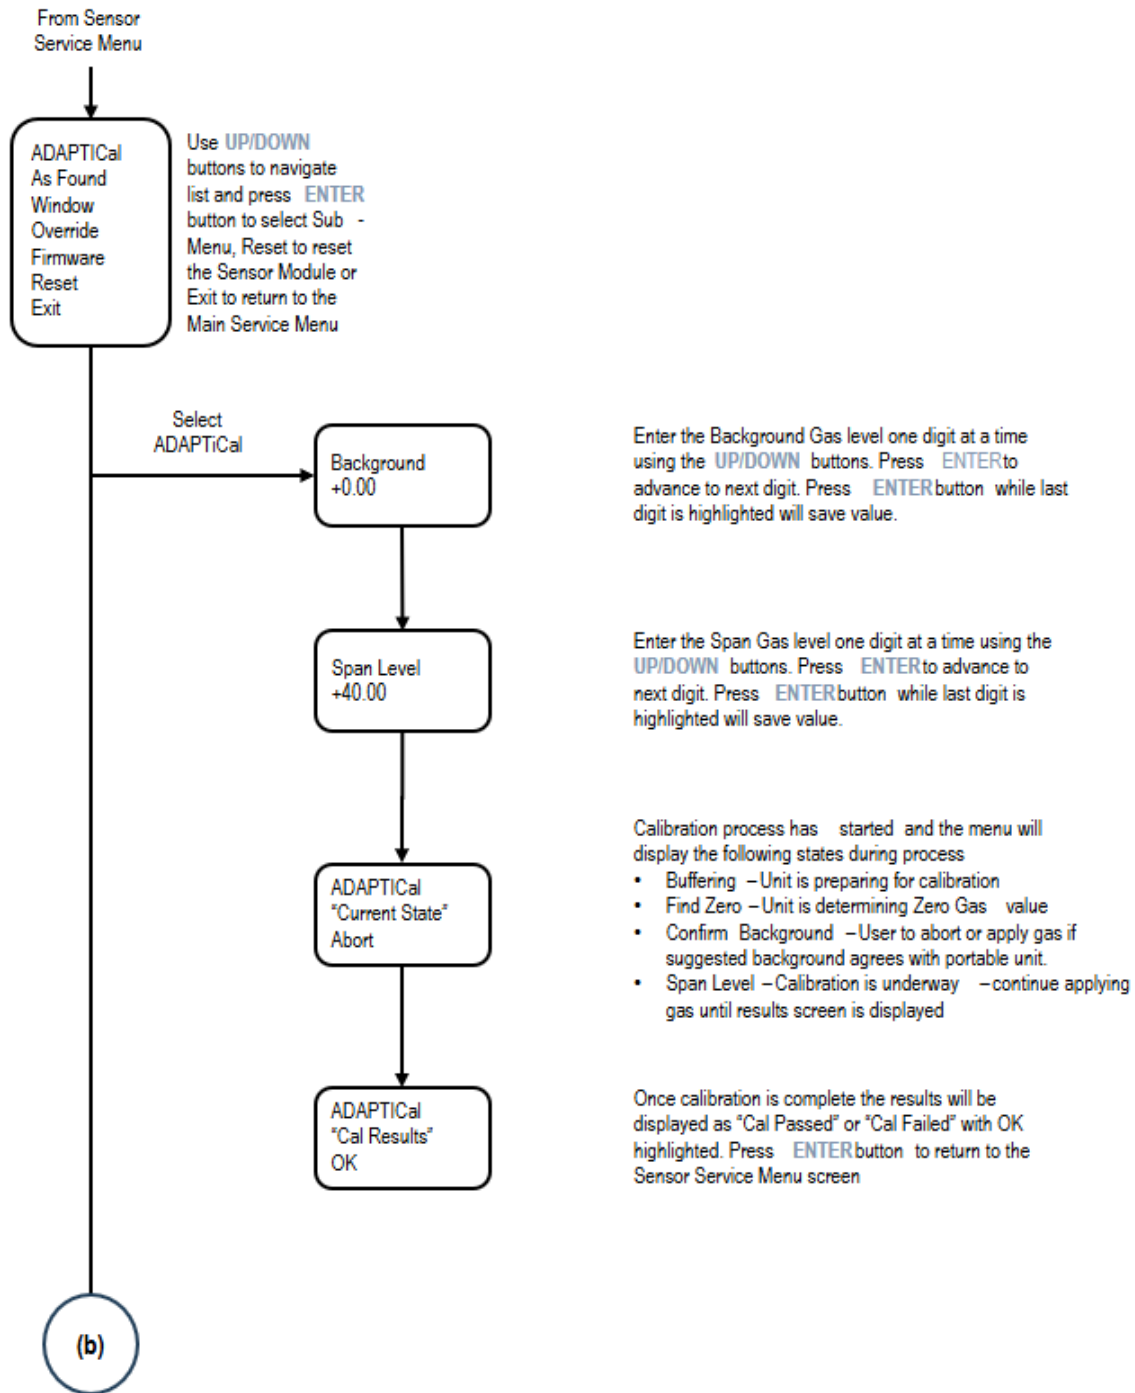 From Sensor
Service Menu
ADAPTICal
As Found
Window
Override
Firmware
Reset
Exit
Use UP/DOWN
buttons to navigate
list and press ENTER
button to select Sub -
Menu, Reset to reset
the Sensor Module or
Exit to return to the
Main Service Menu
Select
ADAPTiCal
Background
+0.00
Enter the Background Gas level one digit at a time
using the UP/DOWN buttons. Press ENTER to
advance to next digit. Press ENTER button while last
digit is highlighted will save value.
Span Level
+40.00
Enter the Span Gas level one digit at a time using the
UP/DOWN buttons. Press ENTER to advance to
next digit. Press ENTER button while last digit is
highlighted will save value.
ADAPTICal
"Current State"
Abort
Calibration process has started and the menu will
display the following states during process
• Buffering – Unit is preparing for calibration
• Find Zero – Unit is determining Zero Gas value
• Confirm Background – User to abort or apply gas if
suggested background agrees with portable unit.
• Span Level – Calibration is underway – continue applying
gas until results screen is displayed
ADAPTICal
"Cal Results"
OK
Once calibration is complete the results will be
displayed as "Cal Passed" or "Cal Failed" with OK
highlighted. Press ENTER button to return to the
Sensor Service Menu screen
(b)